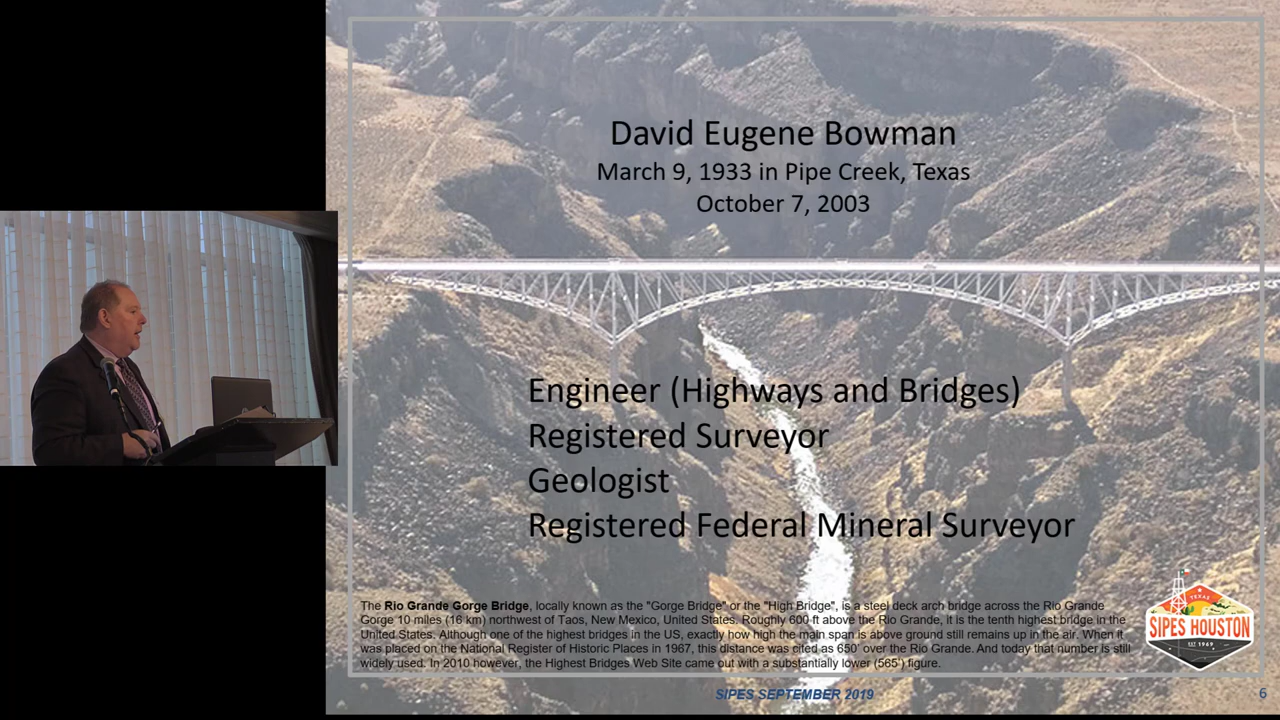 David Eugene Bowman
March 9, 1933 in Pipe Creek, Texas
October 7, 2003
Engineer (Highways and Bridges)
Registered Surveyor
Geologist
Registered Federal Mineral Surveyor
The Rio Grande Gorge Bridge, locally known as the "Gorge Bridge" or the "High Bridge", is a steel deck arch bridge across the Rio Grande
Gorge 10 miles (16 km) northwest of Taos, New Mexico, United States. Roughly 600 ft above the Rio Grande, it is the tenth highest bridge in the
United States. Although one of the highest bridges in the US, exactly how high the main span is above ground still remains up in the air. When it
was placed on the National Register of Historic Places in 1967, this distance was cited as 650' over the Rio Grande. And today that number is still
widely used. In 2010 however, the Highest Bridges Web Site came out with a substantially lower (565') figure.
TEXAS
SIPES HOUSTON
EST 1969
SIPES SEPTEMBER 2019
6